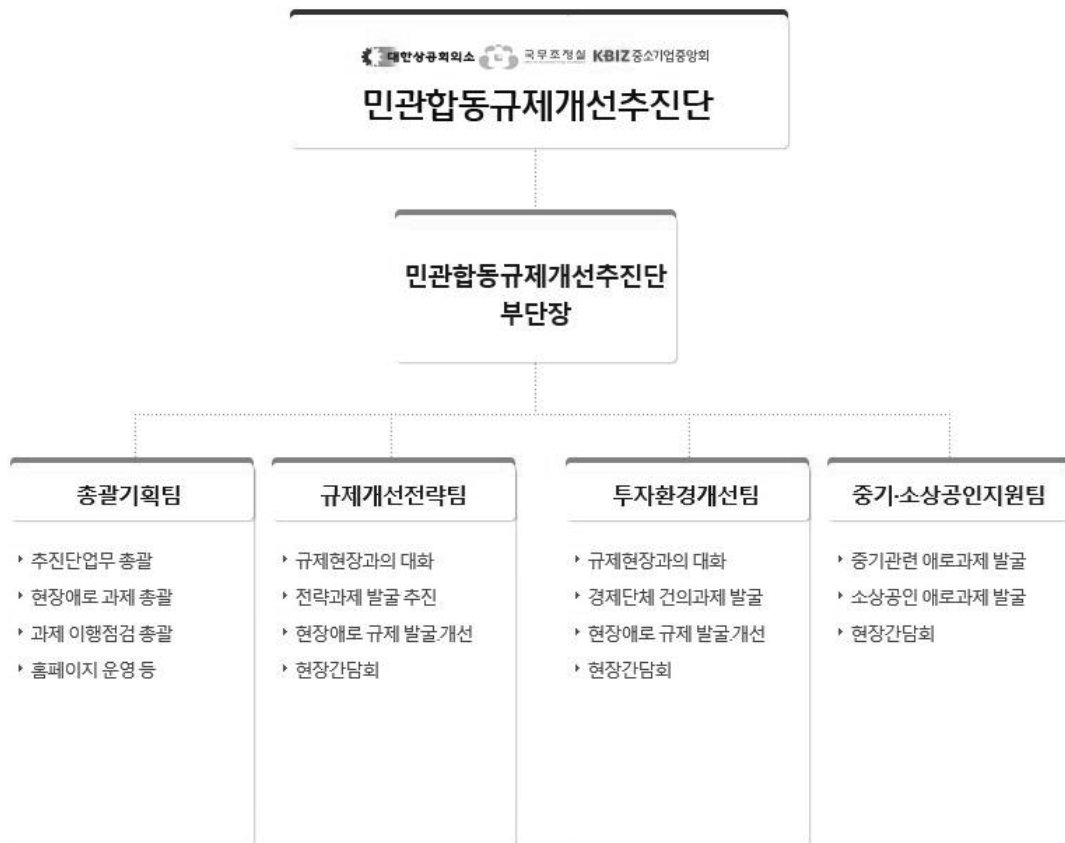 대한상공회의소 국무조정실 KBIZ중소기업중앙회
민관합동규제개선추진단
민관합동규제개선추진단
부단장
총괄기획팀
추진단업무 총괄
현장애로 과제 총괄
과제 이행점검 총괄
홈페이지 운영 등
규제개선전략팀
규제현장과의 대화
전략과제 발굴 추진
현장애로 규제 발굴.개선
현장간담회
투자환경개선팀
규제현장과의 대화
경제단체 건의과제 발굴
현장애로 규제 발굴.개선
현장간담회
중기·소상공인지원팀
중기관련 애로과제 발굴
소상공인 애로과제 발굴
현장간담회